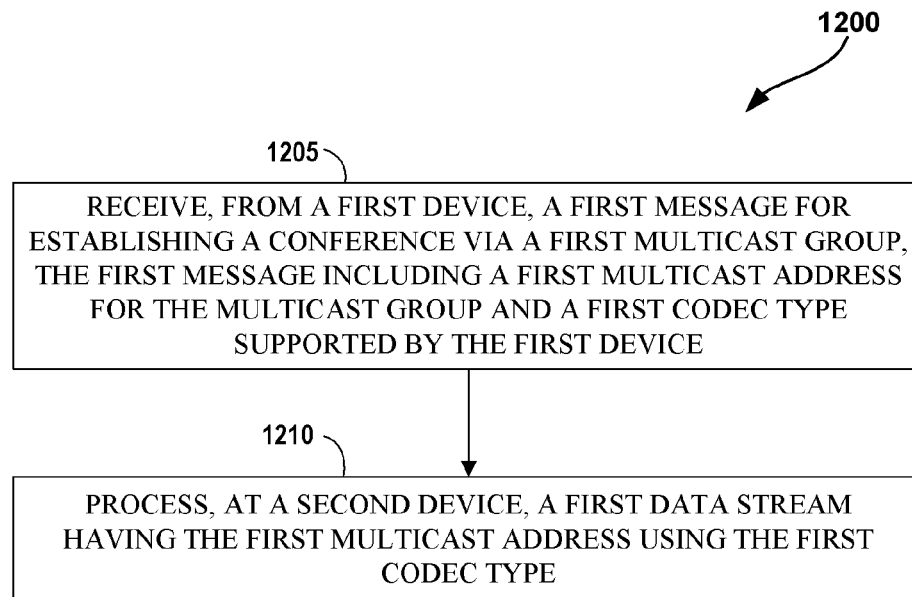 1200
1205
RECEIVE, FROM A FIRST DEVICE, A FIRST MESSAGE FOR
ESTABLISHING A CONFERENCE VIA A FIRST MULTICAST GROUP,
THE FIRST MESSAGE INCLUDING A FIRST MULTICAST ADDRESS
FOR THE MULTICAST GROUP AND A FIRST CODEC TYPE
SUPPORTED BY THE FIRST DEVICE
1210
PROCESS, AT A SECOND DEVICE, A FIRST DATA STREAM
HAVING THE FIRST MULTICAST ADDRESS USING THE FIRST
CODEC TYPE